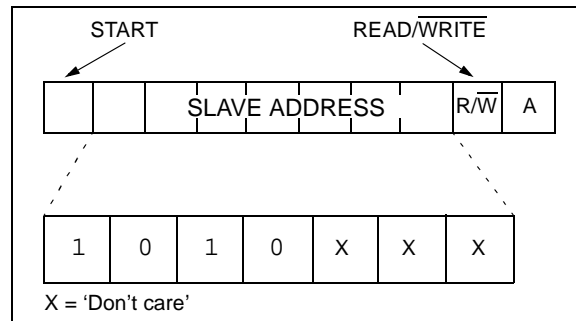 START READ/WRITE
SLAVE ADDRESS R/W A
1 0 1 0 X X X
X = ‘Don’t care’